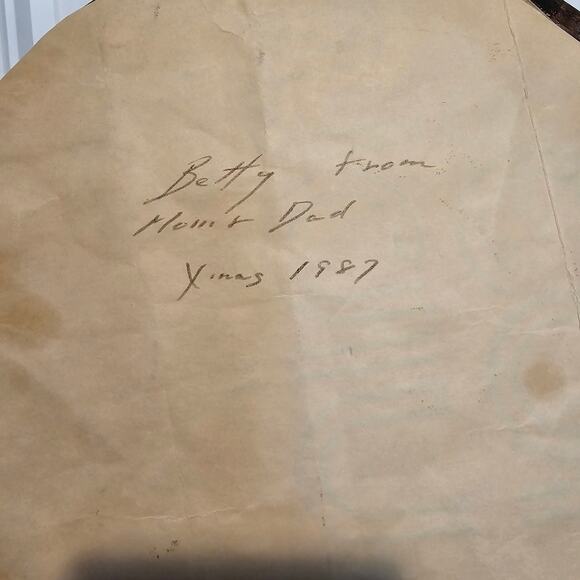 Betty from
Mom & Dad
Xmas 1987